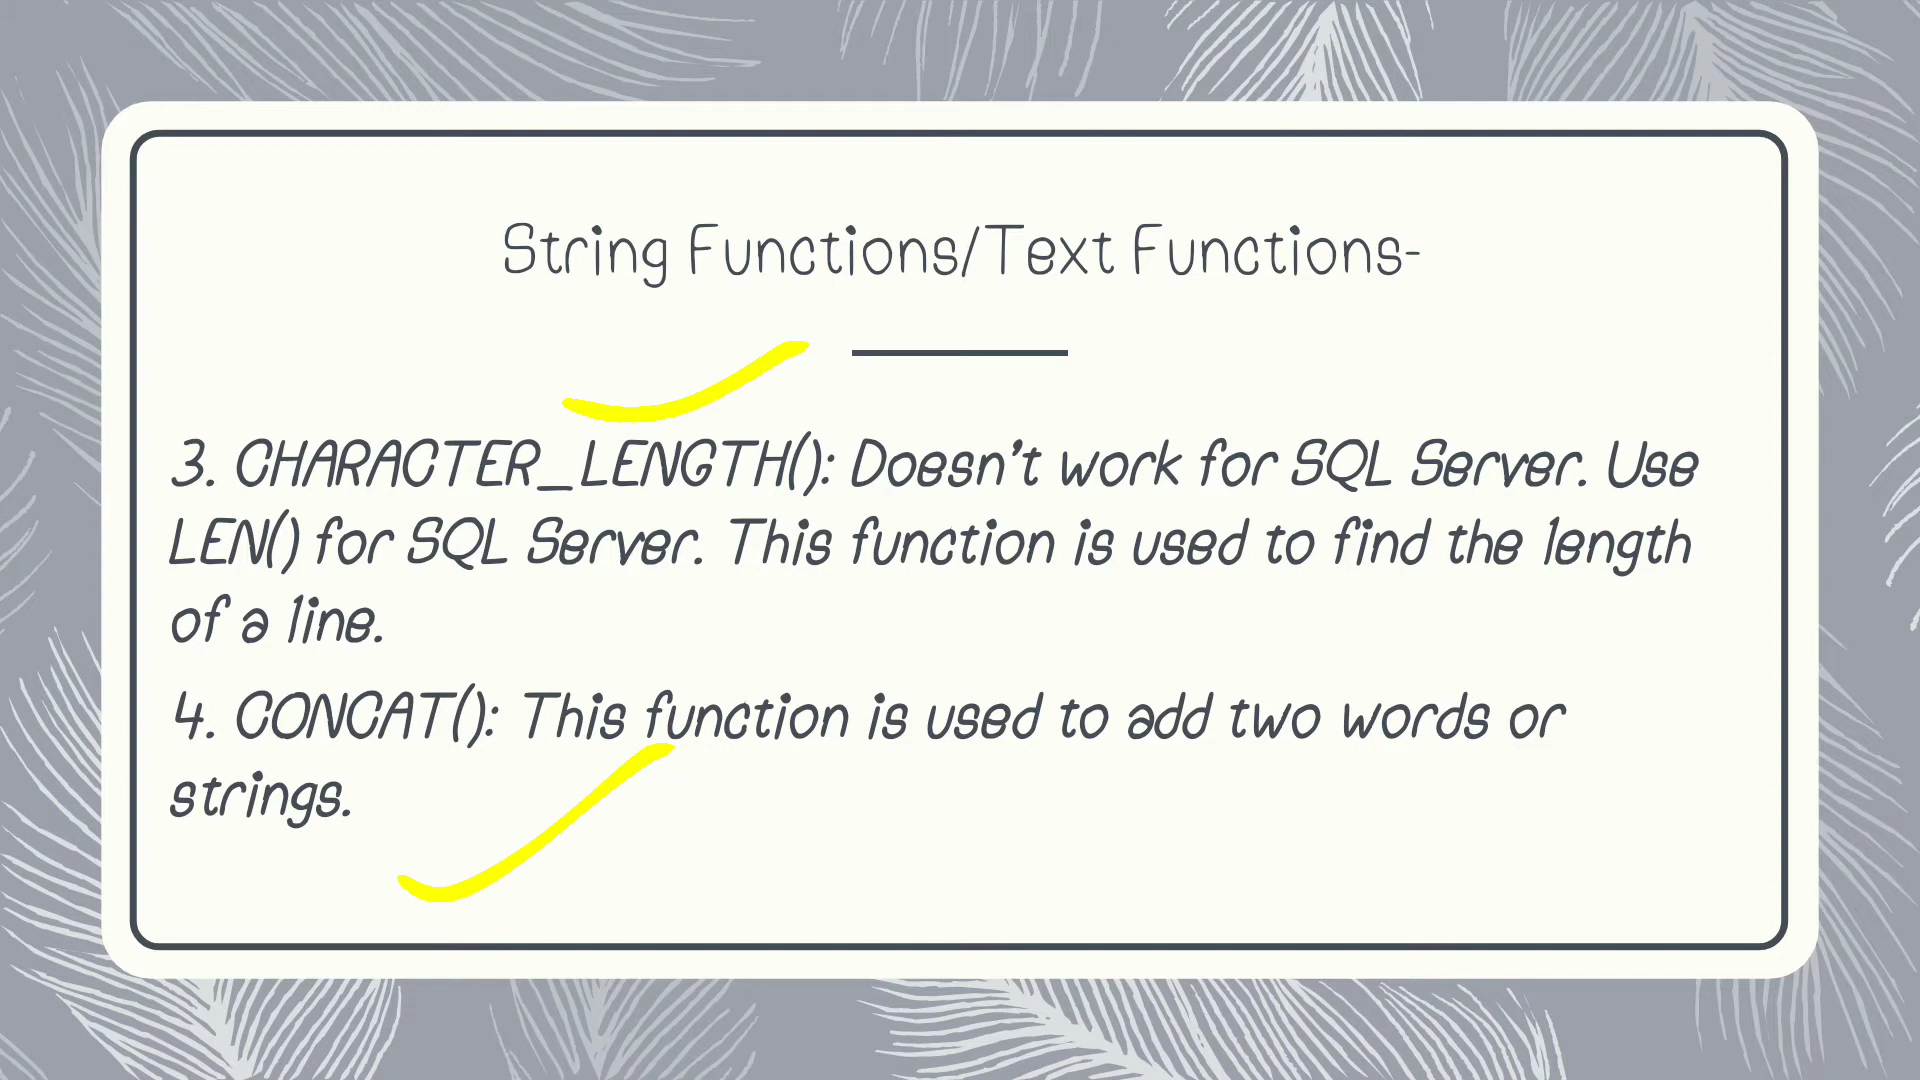 String Functions/Text Functions-
3. CHARACTER_LENGTH(): Doesn't work for SQL Server. Use
LEN() for SQL Server. This function is used to find the length
of a line.
4. CONCAT(): This function is used to add two words or
strings.